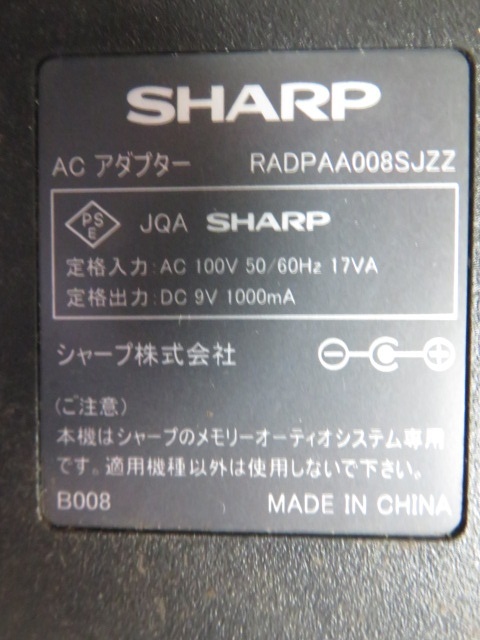 SHARP
AC アダプター RADPAA008SJZZ
PS E JQA SHARP
定格入力:AC 100V 50/60Hz 17VA
定格出力:DC 9V 1000mA
シャープ株式会社
(ご注意)
本機はシャープのメモリーオーディオシステム専用
です。適用機種以外は使用しないで下さい。
B008 MADE IN CHINA